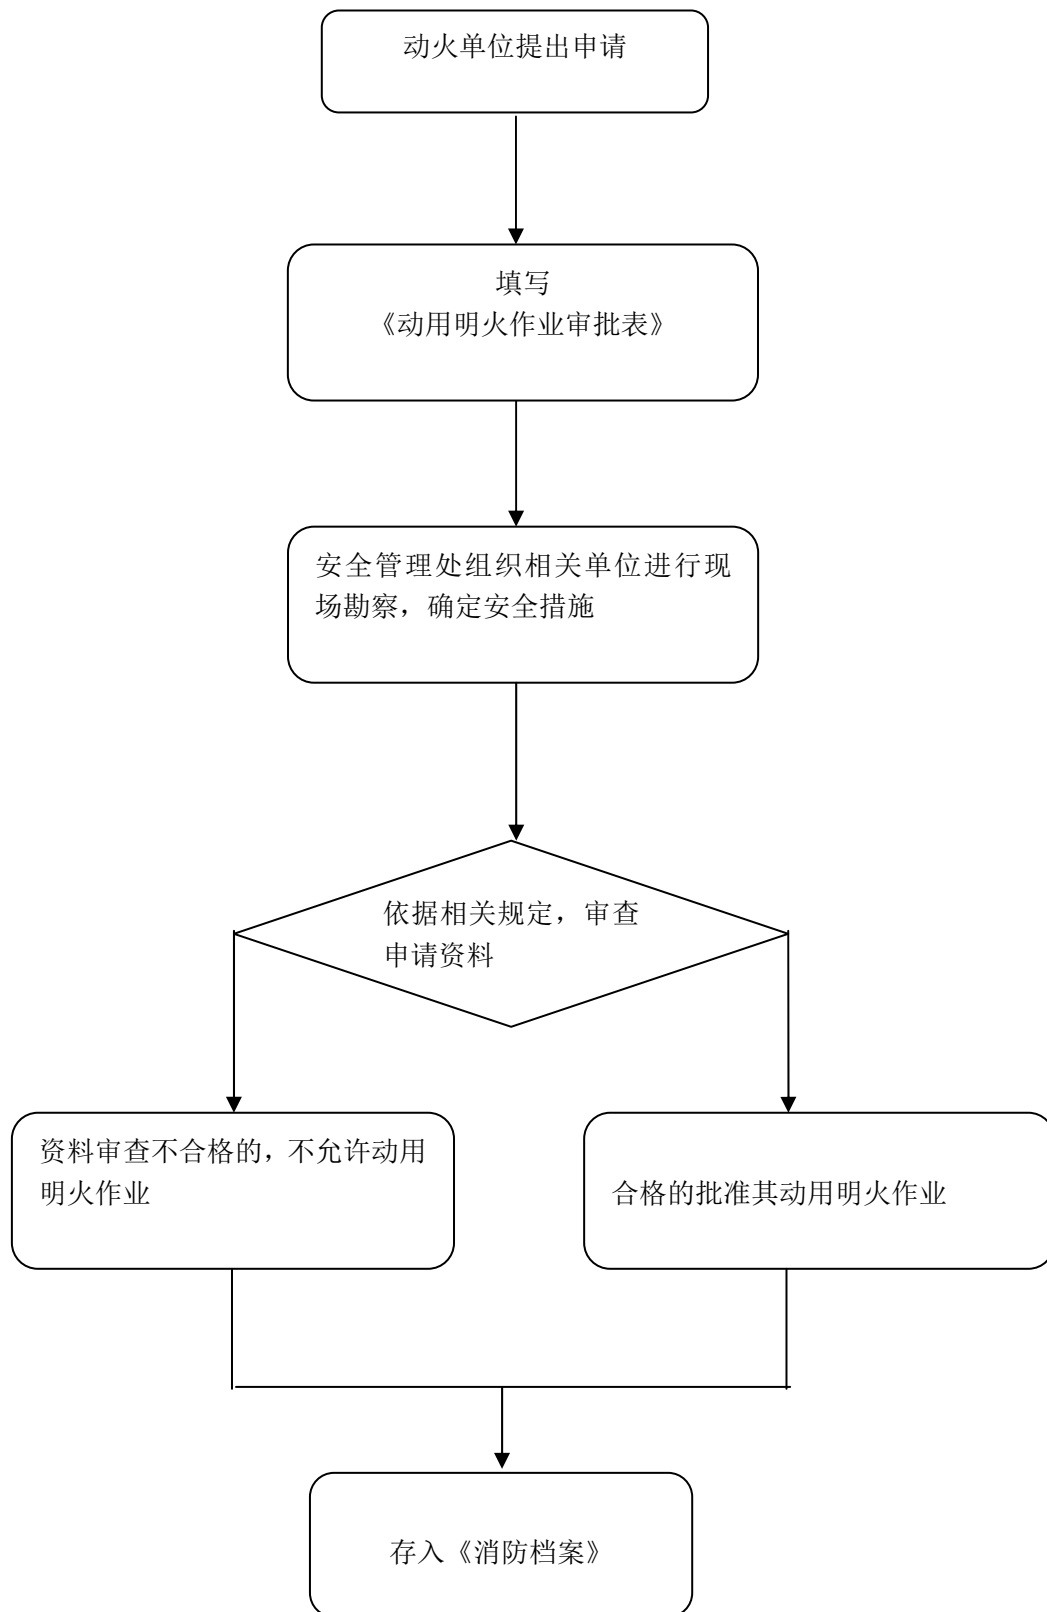 动火单位提出申请
填写
《动用明火作业审批表》
安全管理处组织相关单位进行现
场勘察，确定安全措施
依据相关规定，审查
申请资料
资料审查不合格的，不允许动用
明火作业
合格的批准其动用明火作业
存入《消防档案》